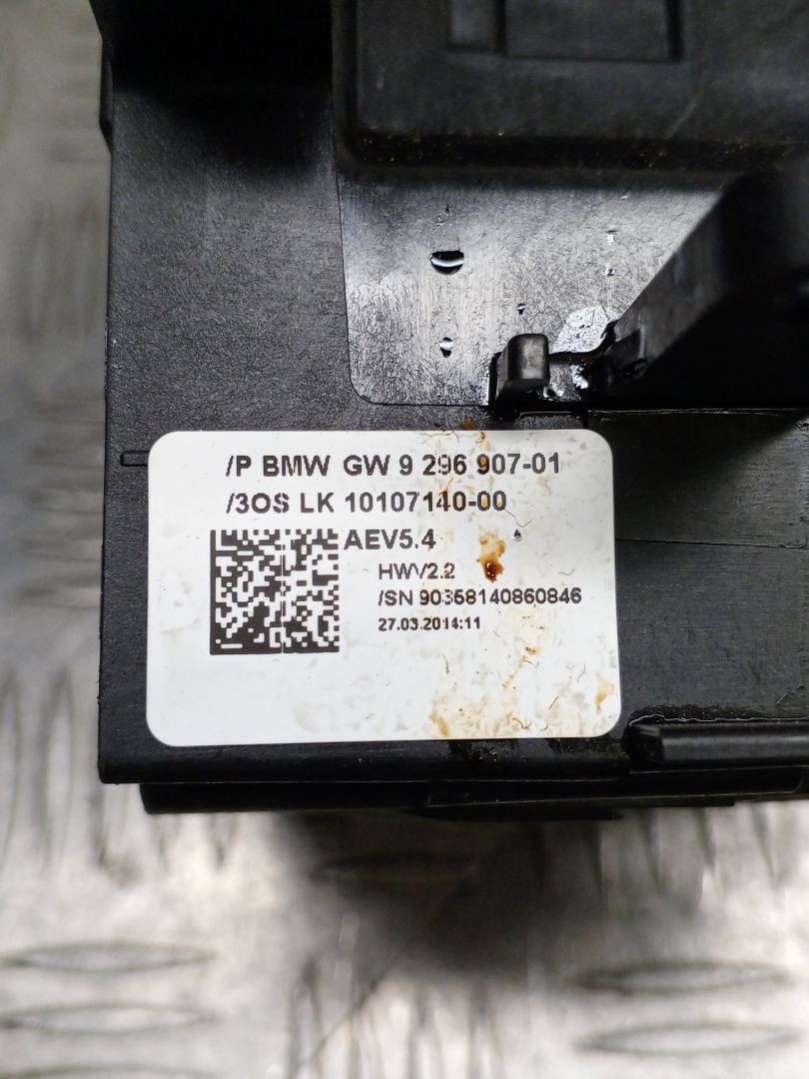 /P BMW GW 9 296 907-01
/3OS LK 10107140-00
AEV5.4
HWV2.2
/SN 90358140860846
27.03.2014:11